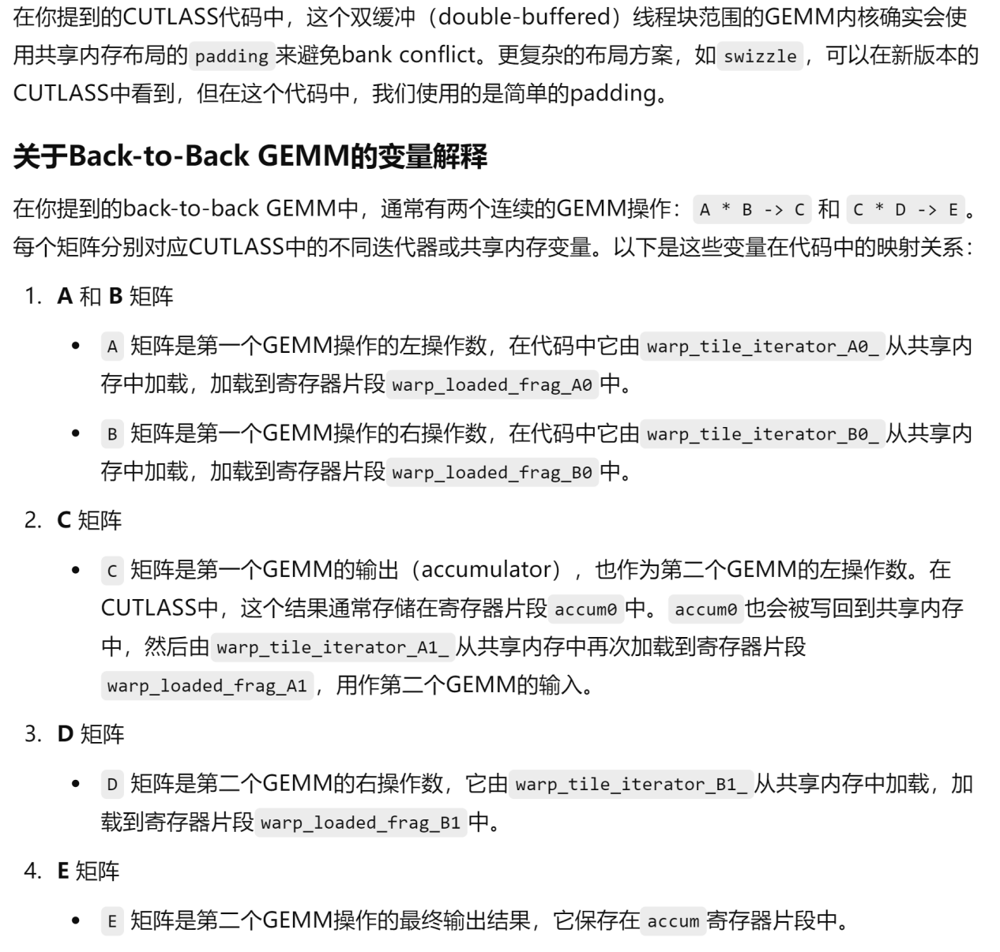 在你提到的CUTLASS代码中，这个双缓冲（double-buffered）线程块范围的GEMM内核确实会使
用共享内存布局的 padding 来避免bank conflict。更复杂的布局方案，如 swizzle ，可以在新版本的
CUTLASS中看到，但在这个代码中，我们使用的是简单的padding。
关于Back-to-Back GEMM的变量解释
在你提到的back-to-back GEMM中，通常有两个连续的GEMM操作： A * B -> C 和 C * D -> E 。
每个矩阵分别对应CUTLASS中的不同迭代器或共享内存变量。以下是这些变量在代码中的映射关系：
1. A 和 B 矩阵
• A 矩阵是第一个GEMM操作的左操作数，在代码中它由 warp_tile_iterator_A0_ 从共享内
存中加载，加载到寄存器片段 warp_loaded_frag_A0 中。
• B 矩阵是第一个GEMM操作的右操作数，在代码中它由 warp_tile_iterator_B0_ 从共享内
存中加载，加载到寄存器片段 warp_loaded_frag_B0 中。
2. C 矩阵
• C 矩阵是第一个GEMM的输出（accumulator），也作为第二个GEMM的左操作数。在
CUTLASS中，这个结果通常存储在寄存器片段 accum0 中。 accum0 也会被写回到共享内存
中，然后由 warp_tile_iterator_A1_ 从共享内存中再次加载到寄存器片段
warp_loaded_frag_A1 ，用作第二个GEMM的输入。
3. D 矩阵
• D 矩阵是第二个GEMM的右操作数，它由 warp_tile_iterator_B1_ 从共享内存中加载，加
载到寄存器片段 warp_loaded_frag_B1 中。
4. E 矩阵
• E 矩阵是第二个GEMM操作的最终输出结果，它保存在 accum 寄存器片段中。